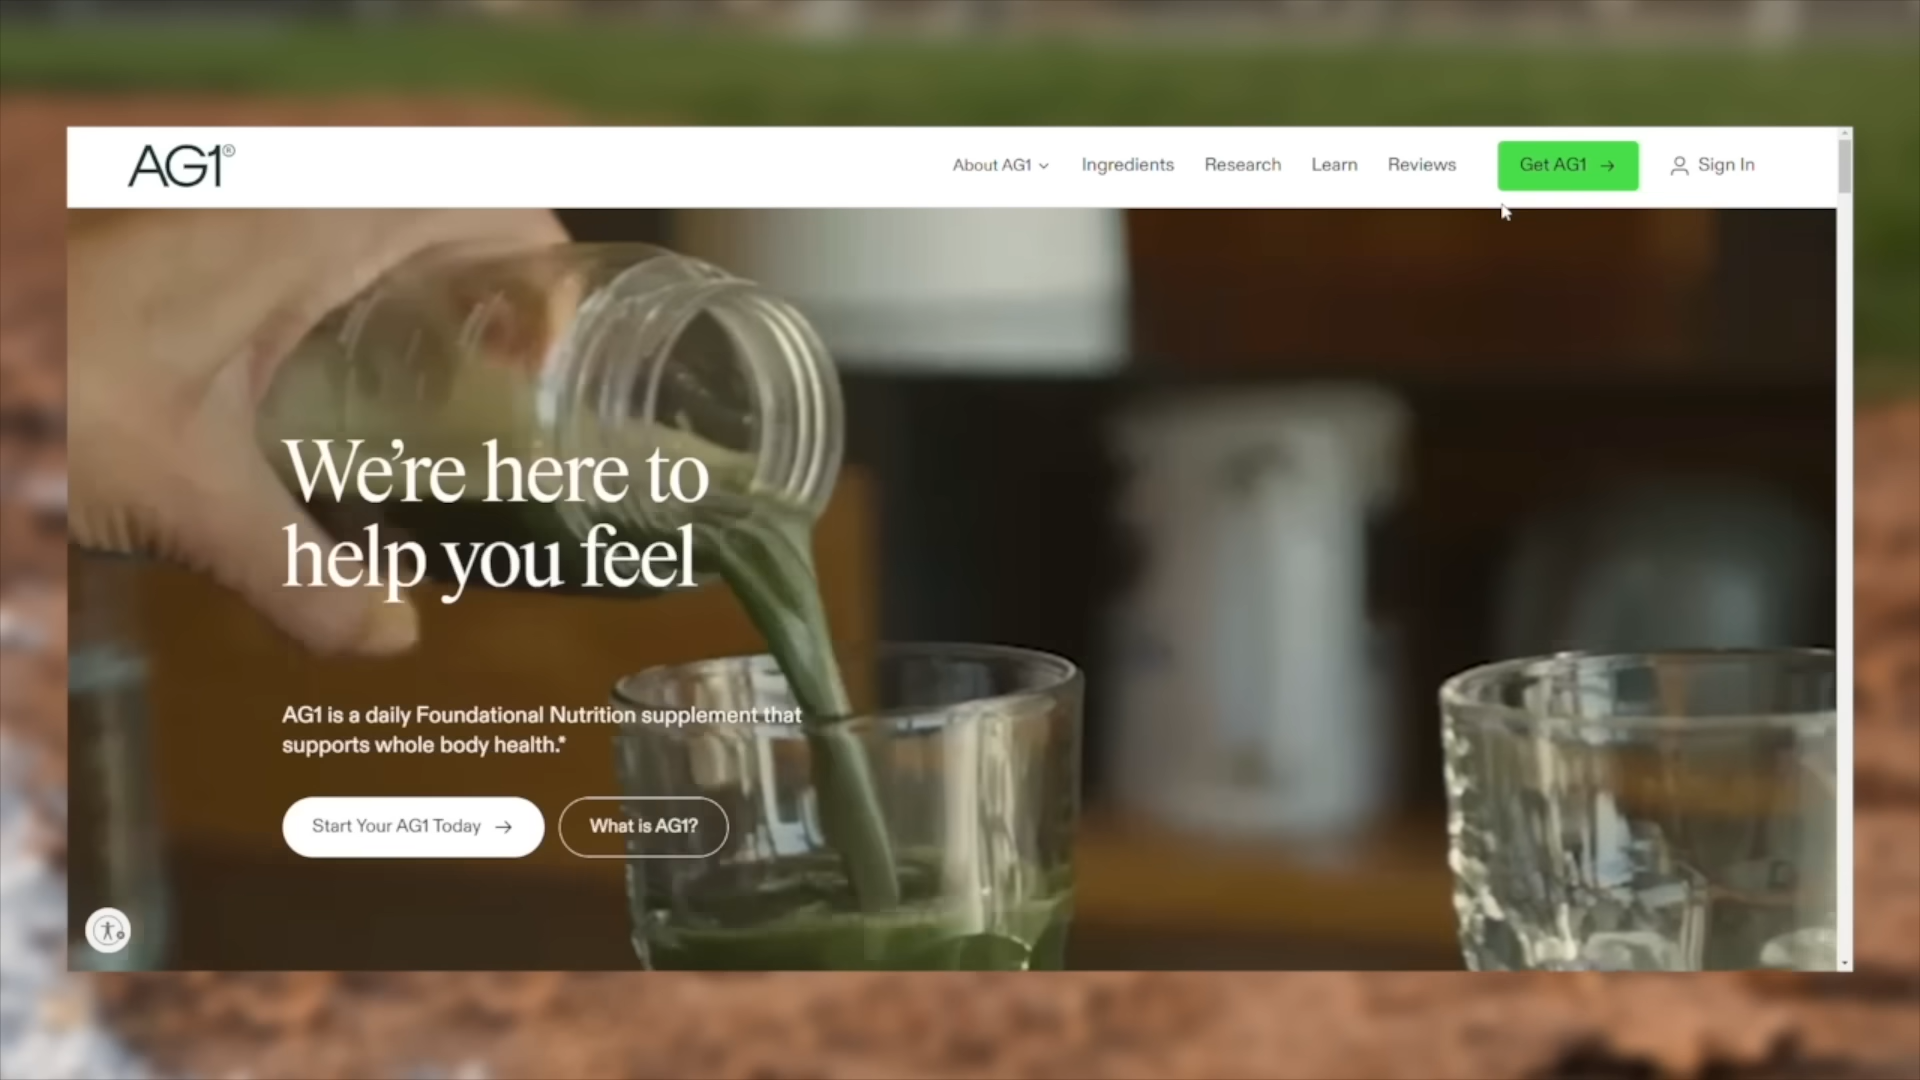 AG1®
About AG1
Ingredients
Research
Learn
Reviews
Get AG1 →
Sign In
We're here to
help you feel
AG1 is a daily Foundational Nutrition supplement that
supports whole body health.*
Start Your AG1 Today →
What is AG1?